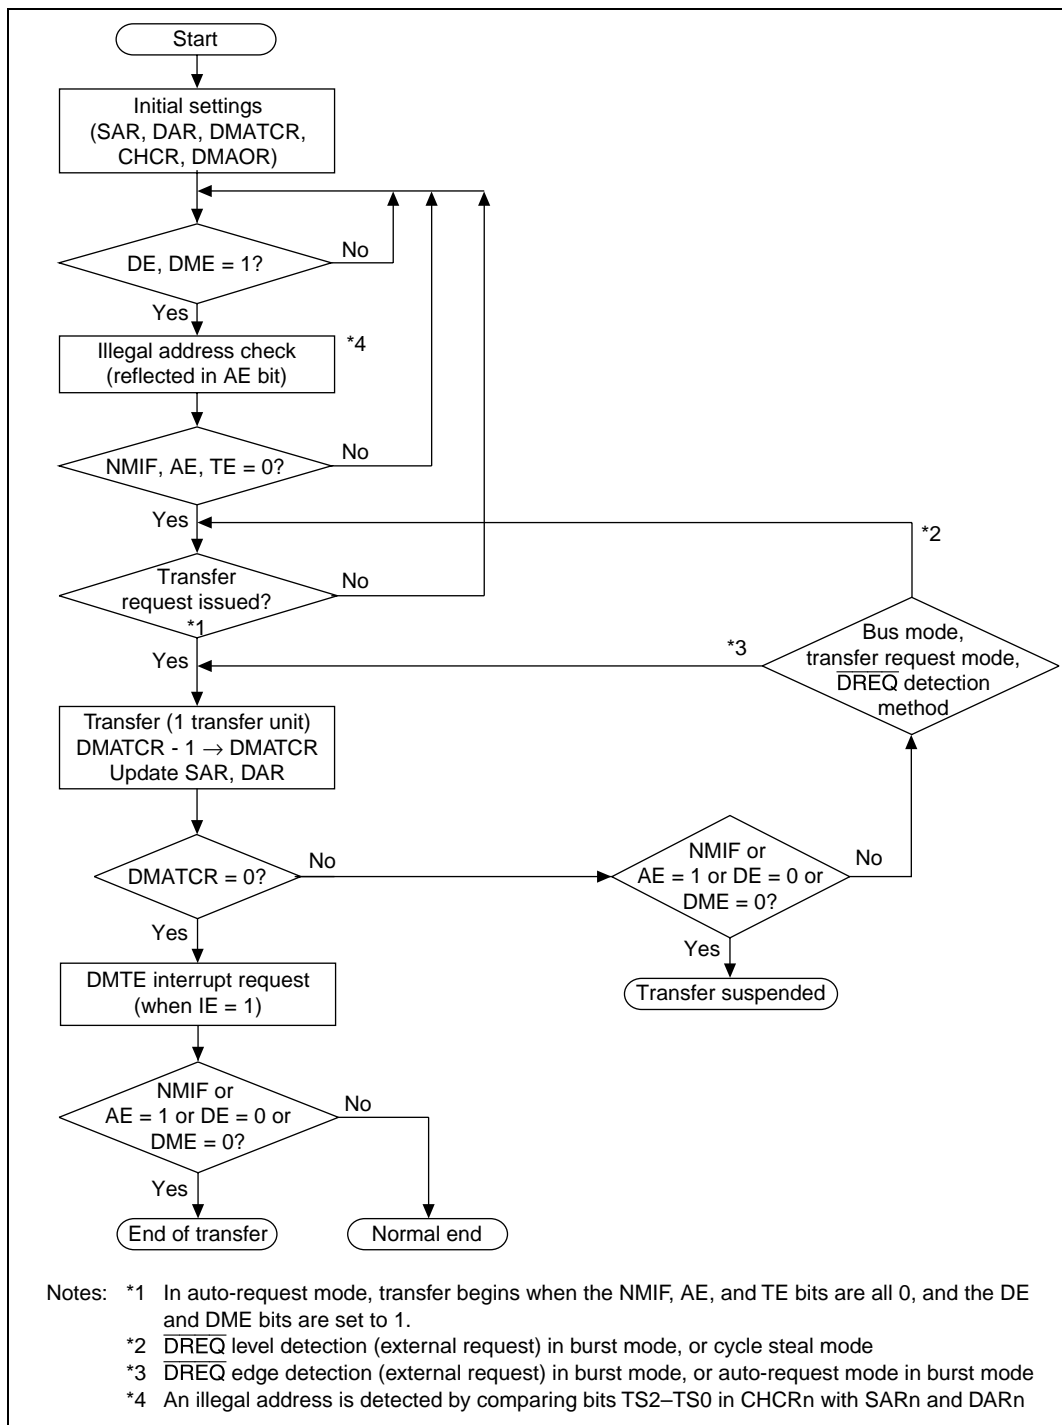 Start
Initial settings
(SAR, DAR, DMATCR,
CHCR, DMAOR)
DE, DME = 1?
No
Yes
Illegal address check
(reflected in AE bit)
*4
NMIF, AE, TE = 0?
No
Yes
*2
Transfer
request issued?
*1
No
Yes
*3
Bus mode,
transfer request mode,
DREQ detection
method
Transfer (1 transfer unit)
DMATCR - 1 → DMATCR
Update SAR, DAR
DMATCR = 0?
No
NMIF or
AE = 1 or DE = 0 or
DME = 0?
No
Yes
Yes
Transfer suspended
DMTE interrupt request
(when IE = 1)
NMIF or
AE = 1 or DE = 0 or
DME = 0?
No
Yes
End of transfer
Normal end
Notes: *1 In auto-request mode, transfer begins when the NMIF, AE, and TE bits are all 0, and the DE
and DME bits are set to 1.
*2 DREQ level detection (external request) in burst mode, or cycle steal mode
*3 DREQ edge detection (external request) in burst mode, or auto-request mode in burst mode
*4 An illegal address is detected by comparing bits TS2–TS0 in CHCRn with SARn and DARn